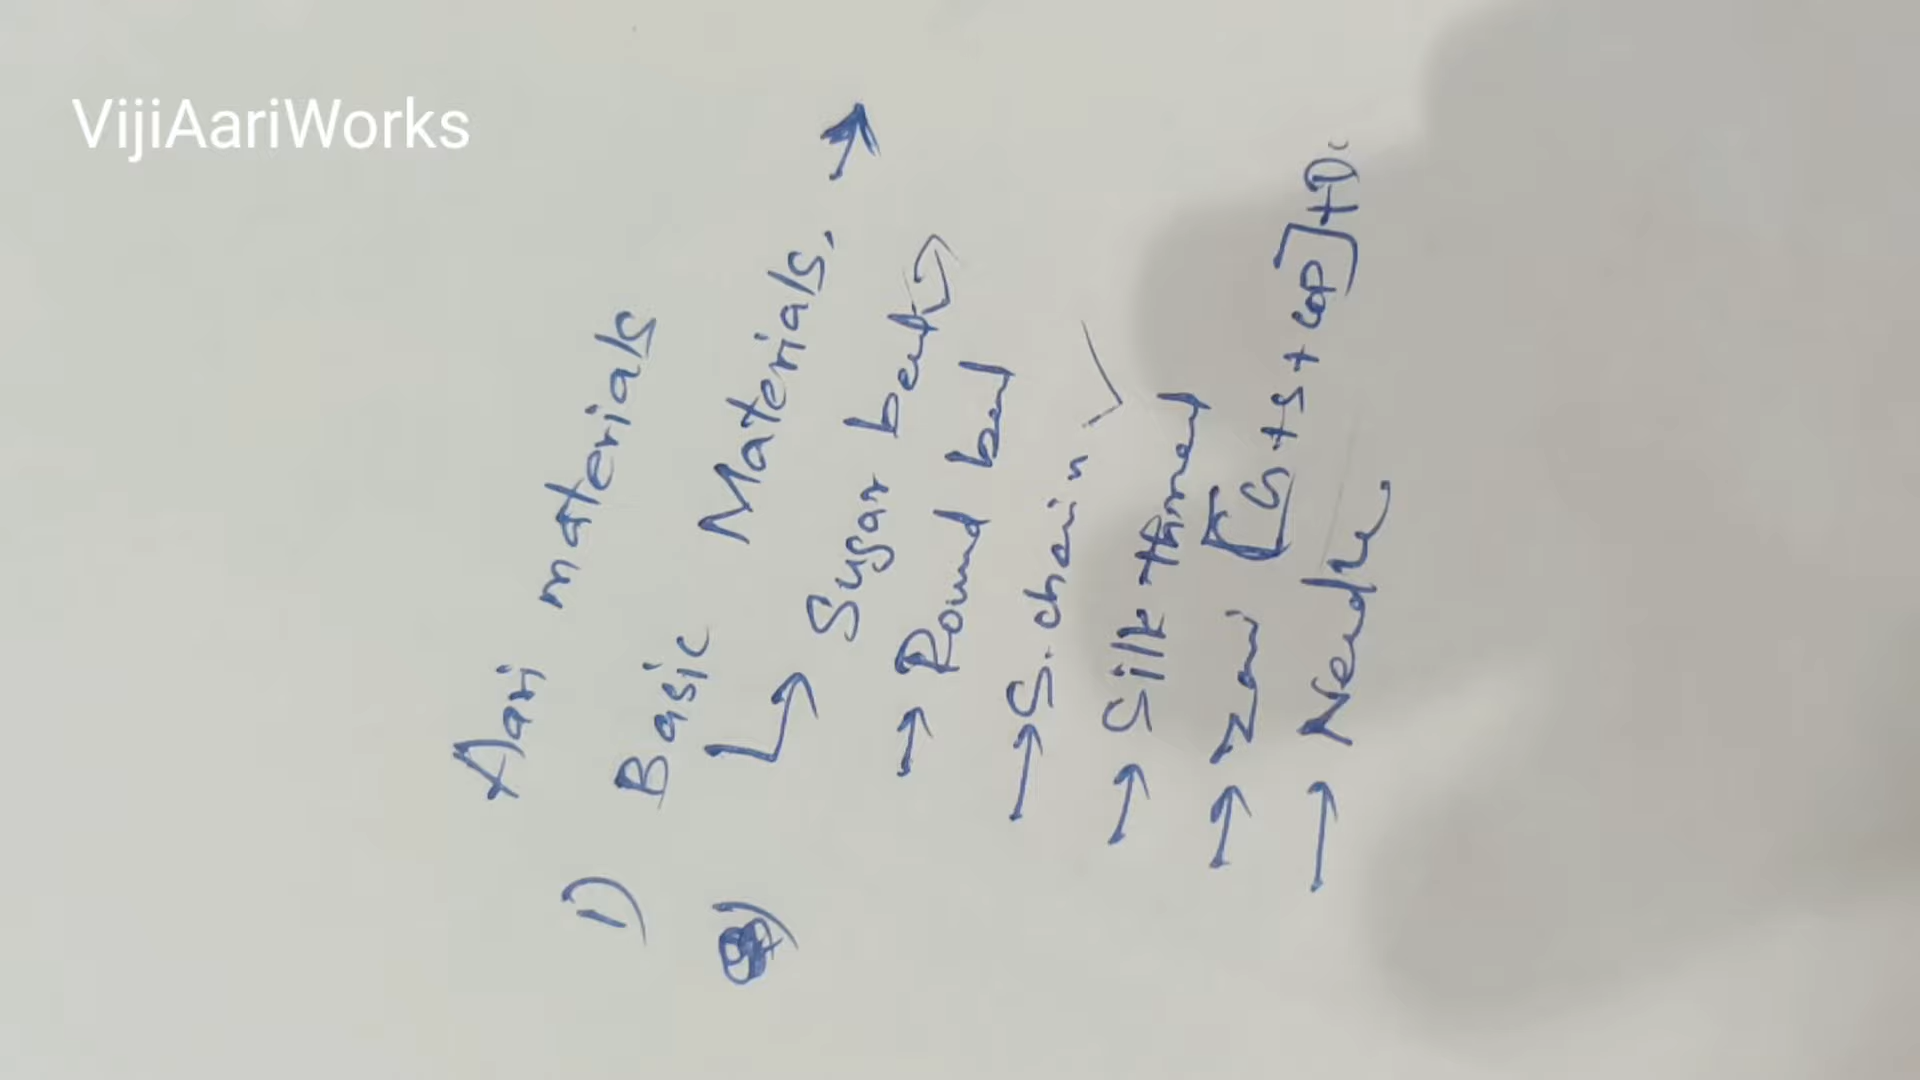 VijiAariWorks
Aari materials
1) Basic Materials. →
↳ Sugar bead
→ Round bead
→ S. chain ✓
→ Silk thread
→ Zari [G+S+cop]+D
→ Needle